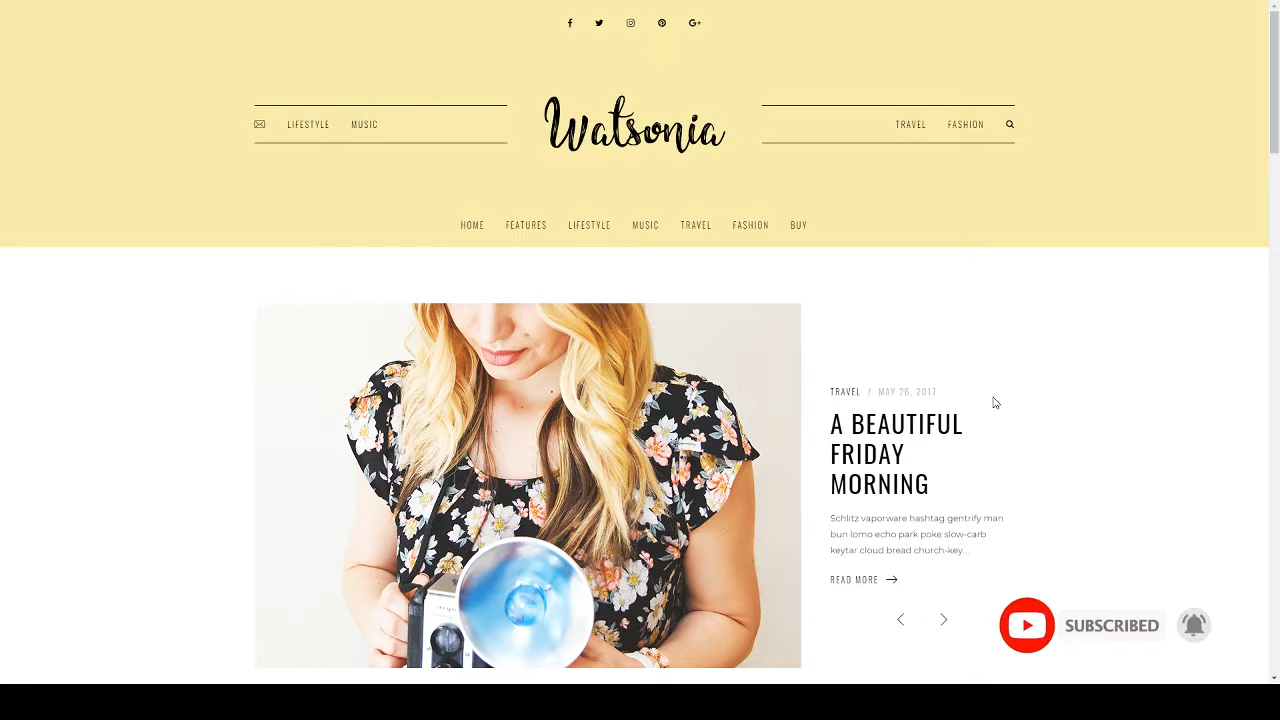 LIFESTYLE MUSIC
Watsonia
TRAVEL FASHION
HOME FEATURES LIFESTYLE MUSIC TRAVEL FASHION BUY
TRAVEL / MAY 26, 2017
A BEAUTIFUL
FRIDAY
MORNING
Schlitz vaporware hashtag gentrify man
bun lomo echo park poke slow-carb
keytar cloud bread church-key...
READ MORE
SUBSCRIBED